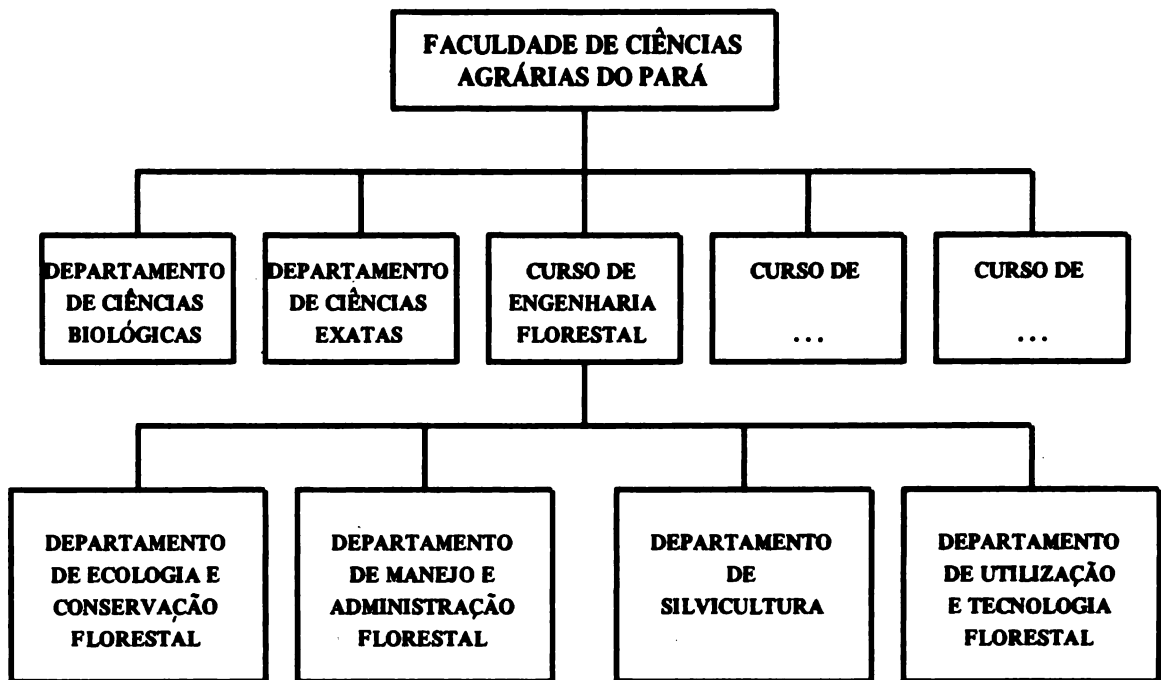 FACULDADE DE CIÊNCIAS
AGRÁRIAS DO PARÁ
DEPARTAMENTO
DE CIÊNCIAS
BIOLÓGICAS
DEPARTAMENTO
DE CIÊNCIAS
EXATAS
CURSO DE
ENGENHARIA
FLORESTAL
CURSO DE
...
CURSO DE
...
DEPARTAMENTO
DE ECOLOGIA E
CONSERVAÇÃO
FLORESTAL
DEPARTAMENTO
DE MANEJO E
ADMINISTRAÇÃO
FLORESTAL
DEPARTAMENTO
DE
SILVICULTURA
DEPARTAMENTO
DE UTILIZAÇÃO
E TECNOLOGIA
FLORESTAL